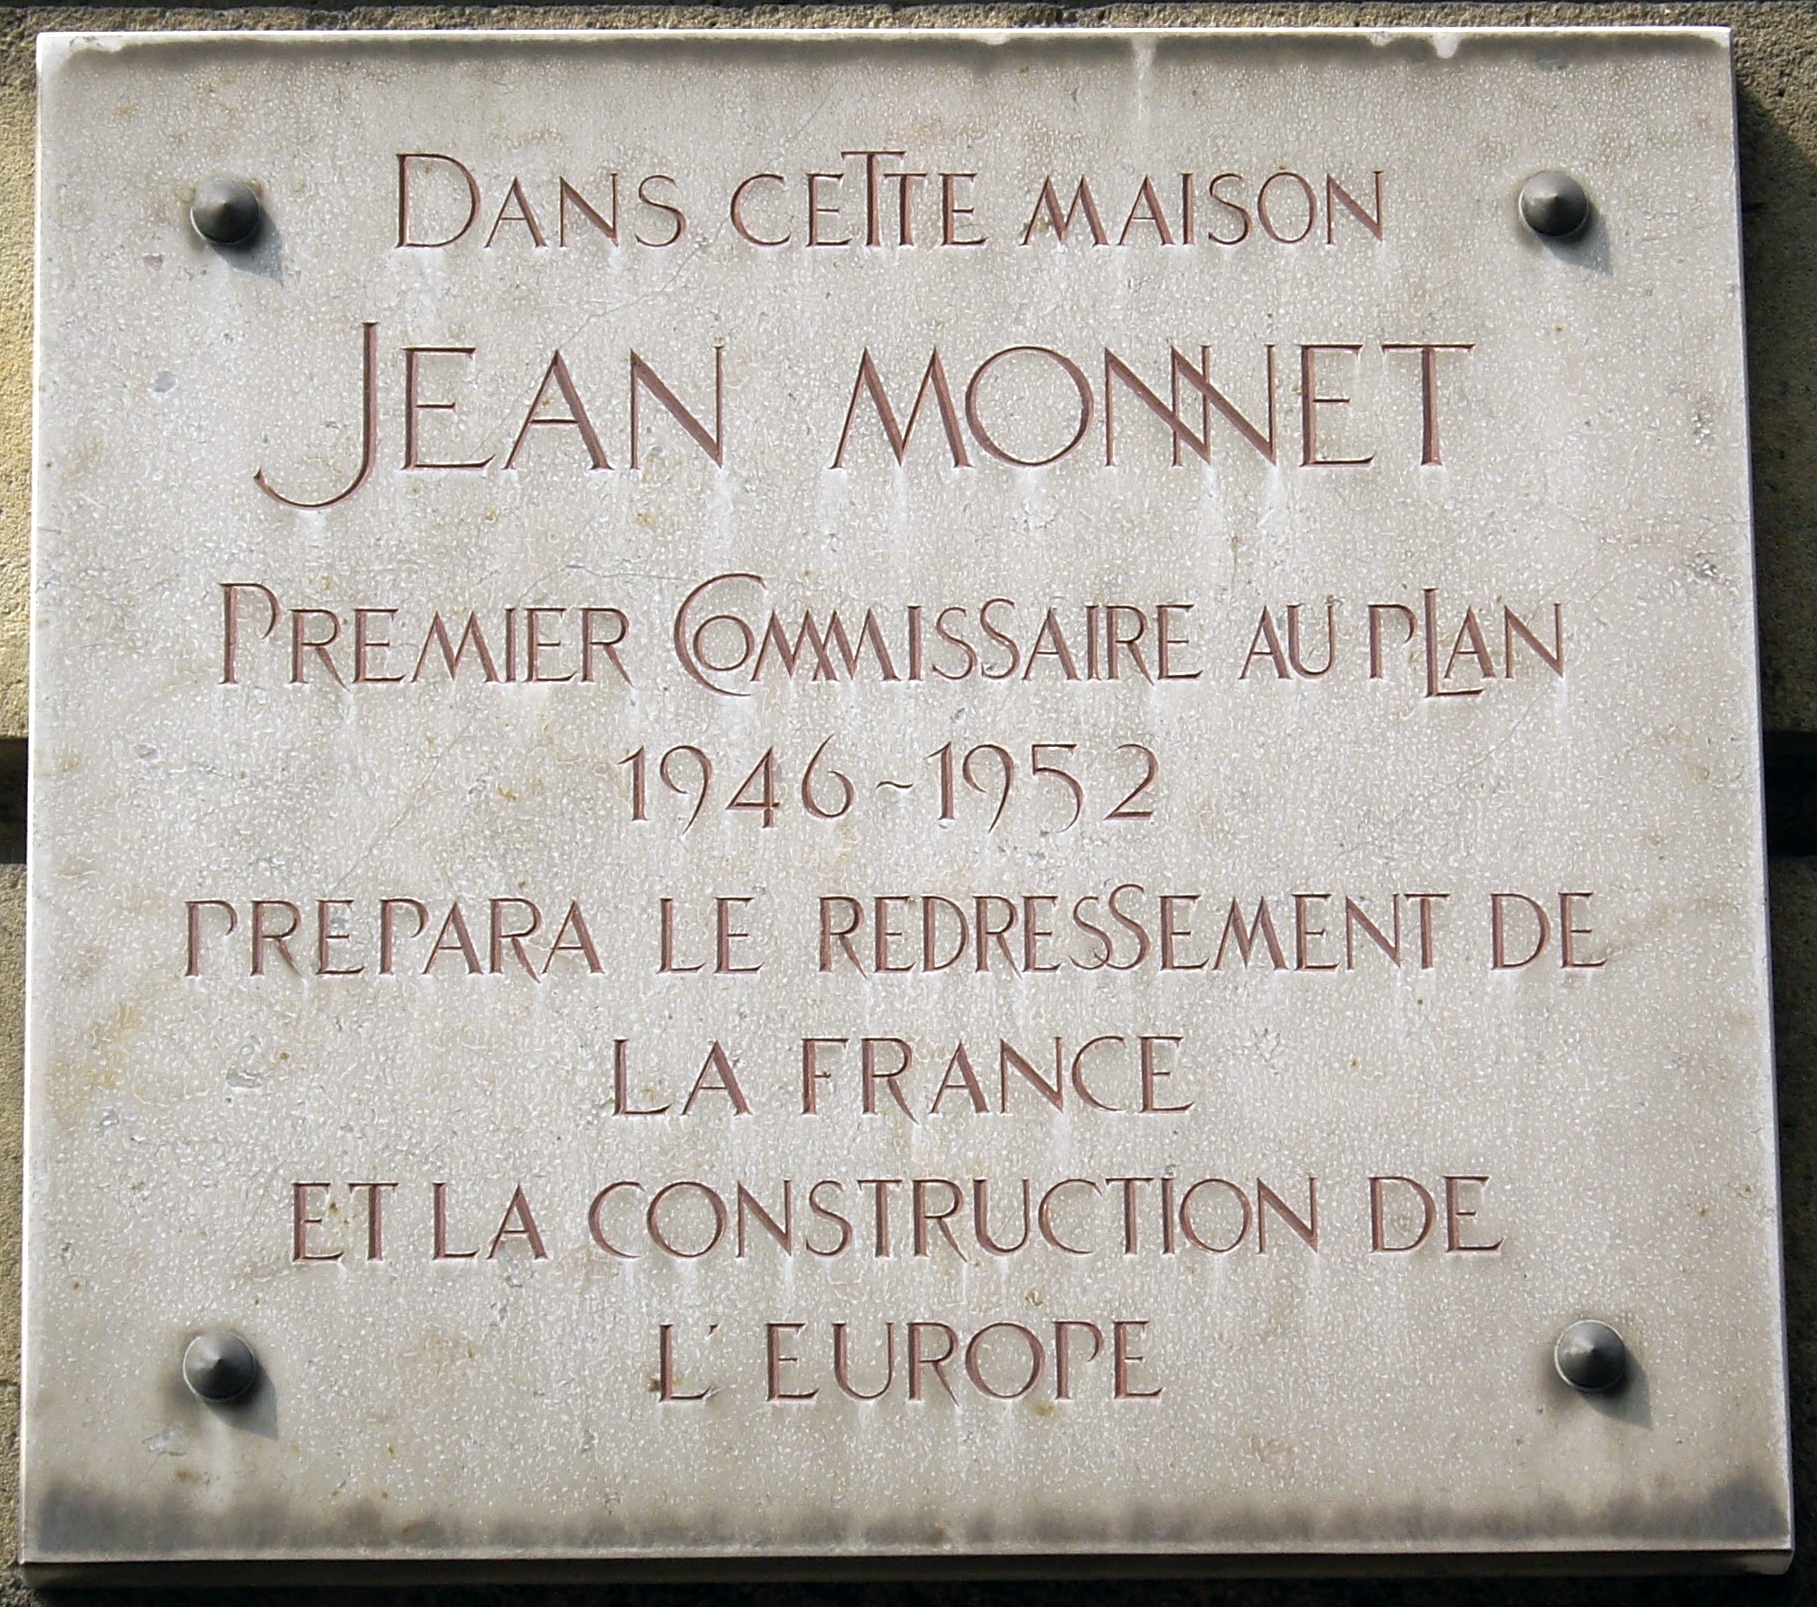 DANS CETTE MAISON
JEAN MONNET
PREMIER COMMISSAIRE AU PLAN
1946-1952
PREPARA LE REDRESSEMENT DE
LA FRANCE
ET LA CONSTRUCTION DE
L'EUROPE